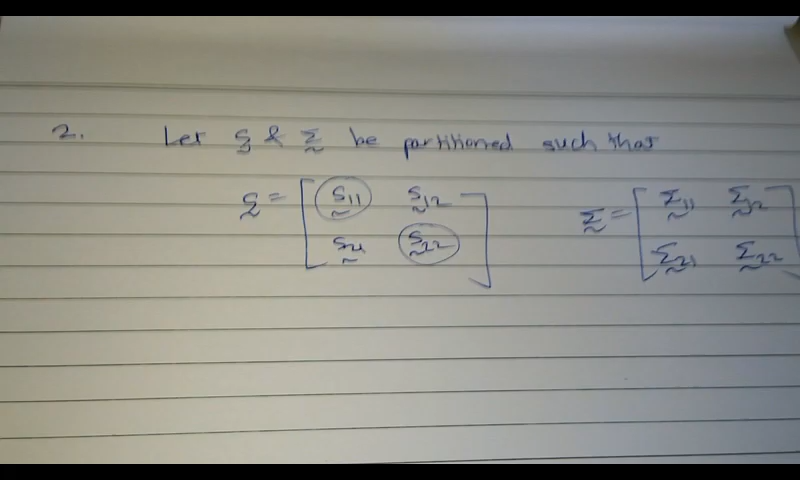 2. Let S & Σ be partitioned such that
S = [ S11 S12 Σ = [ Σ11 Σ12
S21 S22 ] Σ21 Σ22 ]